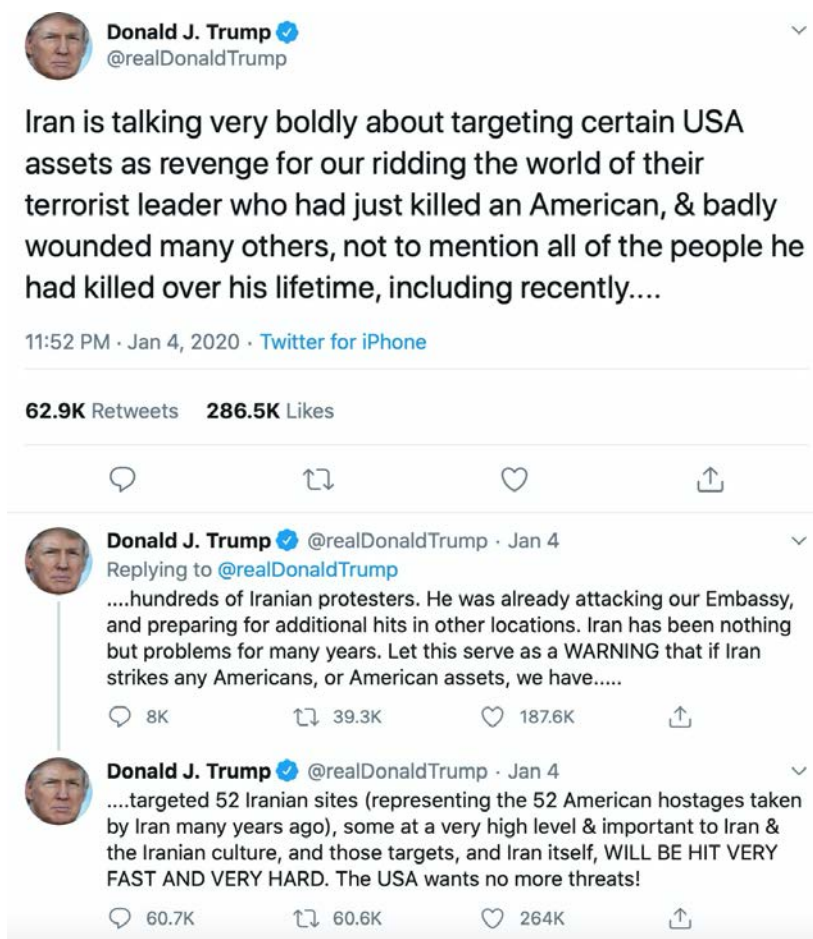 Donald J. Trump
@realDonaldTrump
Iran is talking very boldly about targeting certain USA
assets as revenge for our ridding the world of their
terrorist leader who had just killed an American, & badly
wounded many others, not to mention all of the people he
had killed over his lifetime, including recently....
11:52 PM · Jan 4, 2020 · Twitter for iPhone
62.9K Retweets 286.5K Likes
Donald J. Trump @realDonaldTrump · Jan 4
Replying to @realDonaldTrump
....hundreds of Iranian protesters. He was already attacking our Embassy,
and preparing for additional hits in other locations. Iran has been nothing
but problems for many years. Let this serve as a WARNING that if Iran
strikes any Americans, or American assets, we have.....
8K 39.3K 187.6K
Donald J. Trump @realDonaldTrump · Jan 4
....targeted 52 Iranian sites (representing the 52 American hostages taken
by Iran many years ago), some at a very high level & important to Iran &
the Iranian culture, and those targets, and Iran itself, WILL BE HIT VERY
FAST AND VERY HARD. The USA wants no more threats!
60.7K 60.6K 264K